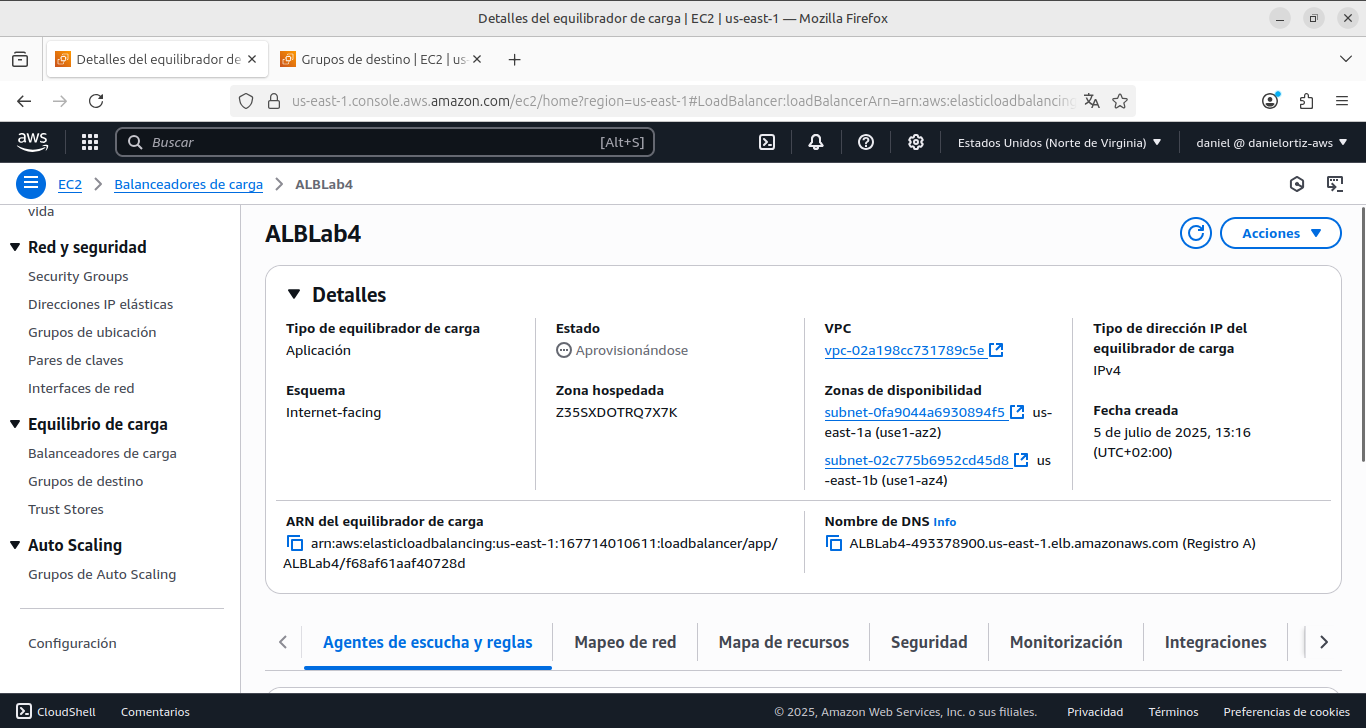 Detalles del equilibrador de carga | EC2 | us-east-1 — Mozilla Firefox
Detalles del equilibrador de
Grupos de destino | EC2 | us-
us-east-1.console.aws.amazon.com/ec2/home?region=us-east-1#LoadBalancer:loadBalancerArn=arn:aws:elasticloadbalancing
aws
Buscar
[Alt+S]
Estados Unidos (Norte de Virginia)
daniel @ danielortiz-aws
EC2
Balanceadores de carga
ALBLab4
vida
Red y seguridad
Security Groups
Direcciones IP elásticas
Grupos de ubicación
Pares de claves
Interfaces de red
Equilibrio de carga
Balanceadores de carga
Grupos de destino
Trust Stores
Auto Scaling
Grupos de Auto Scaling
Configuración
ALBLab4
Acciones
Detalles
Tipo de equilibrador de carga
Aplicación
Esquema
Internet-facing
Estado
Aprovisionándose
Zona hospedada
Z35SXDOTRQ7X7K
VPC
vpc-02a198cc731789c5e
Zonas de disponibilidad
subnet-0fa9044a6930894f5 us-
east-1a (use1-az2)
subnet-02c775b6952cd45d8 us
-east-1b (use1-az4)
Tipo de dirección IP del
equilibrador de carga
IPv4
Fecha creada
5 de julio de 2025, 13:16
(UTC+02:00)
ARN del equilibrador de carga
arn:aws:elasticloadbalancing:us-east-1:167714010611:loadbalancer/app/
ALBLab4/f68af61aaf40728d
Nombre de DNS Info
ALBLab4-493378900.us-east-1.elb.amazonaws.com (Registro A)
Agentes de escucha y reglas
Mapeo de red
Mapa de recursos
Seguridad
Monitorización
Integraciones
CloudShell
Comentarios
© 2025, Amazon Web Services, Inc. o sus filiales.
Privacidad
Términos
Preferencias de cookies